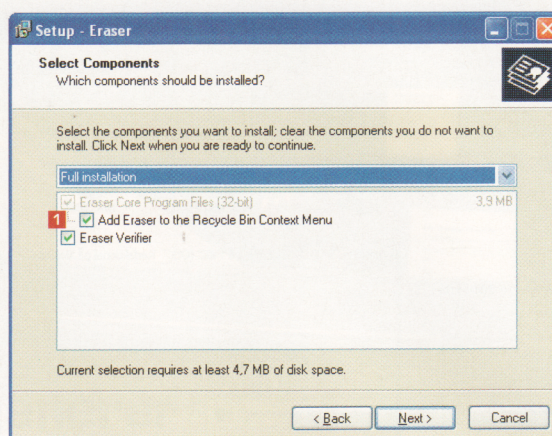 Setup - Eraser
Select Components
Which components should be installed?
Select the components you want to install; clear the components you do not want to
install. Click Next when you are ready to continue.
Full installation
Eraser Core Program Files (32-bit) 3,9 MB
1 Add Eraser to the Recycle Bin Context Menu
Eraser Verifier
Current selection requires at least 4,7 MB of disk space.
< Back Next > Cancel